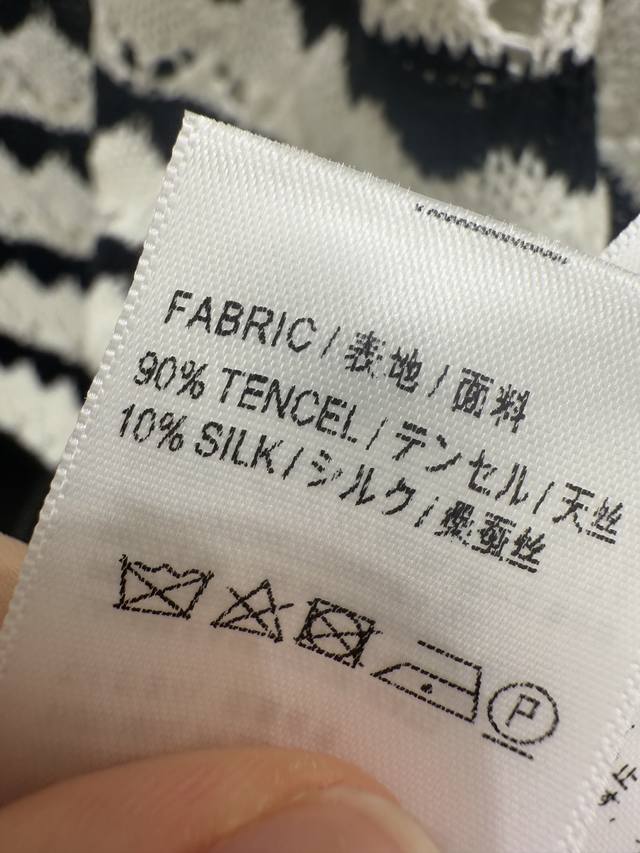 FABRIC / 表地 / 面料
90% TENCEL / テンセル / 天丝
10% SILK / シルク / 桑蚕丝
P